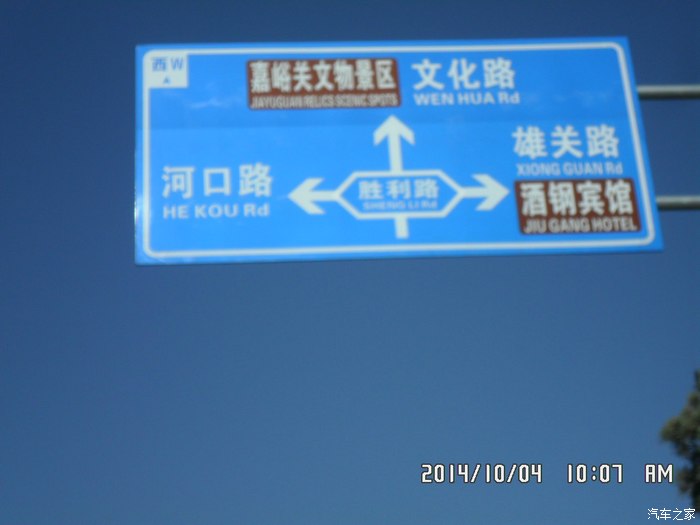 西W
嘉峪关文物景区
JIAYUGUAN RELICS SCENIC SPOTS
文化路
WEN HUA Rd
雄关路
XIONG GUAN Rd
河口路
HE KOU Rd
胜利路
SHENG LI Rd
酒钢宾馆
JIU GANG HOTEL
2014/10/04 10:07 AM
汽车之家